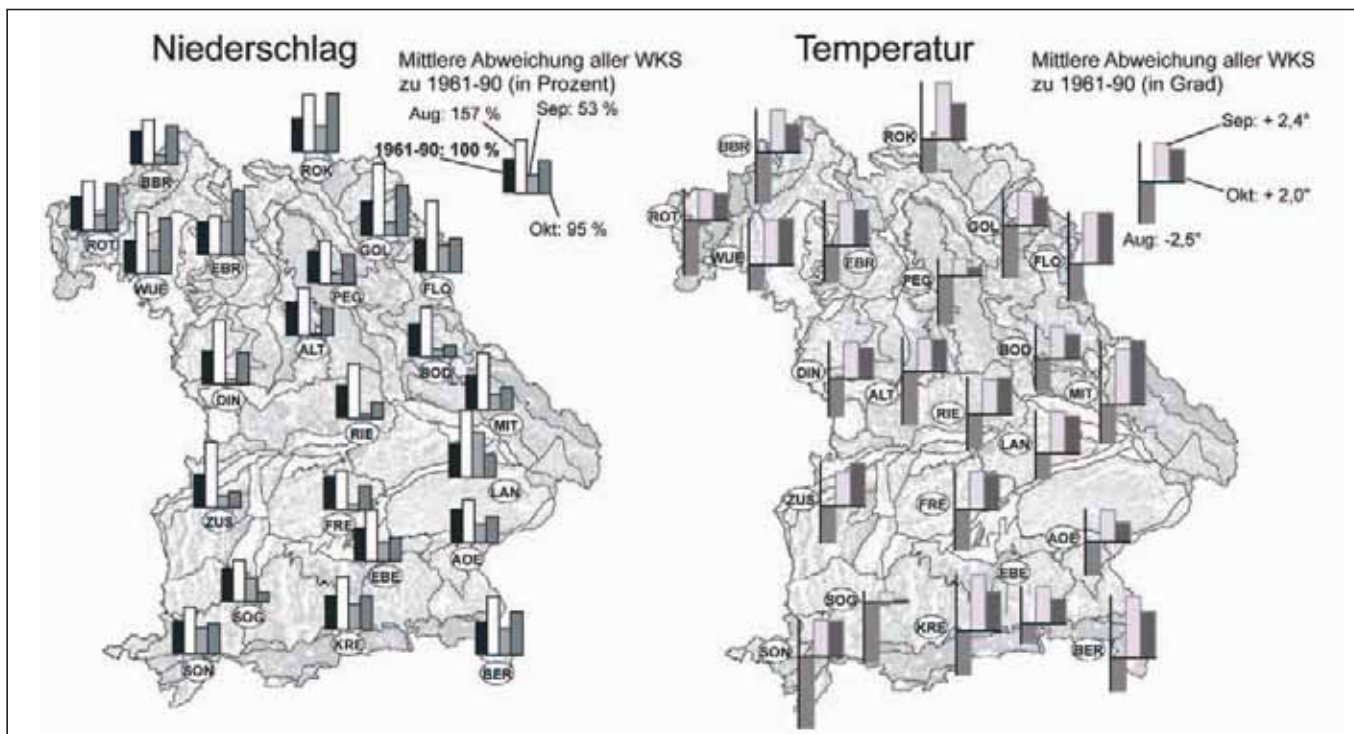 Niederschlag
Mittlere Abweichung aller WKS
zu 1961-90 (in Prozent)
Aug: 157 %
Sep: 53 %
1961-90: 100 %
Okt: 95 %
BBR
ROK
ROT
WUE
EBR
GOL
PEG
FLO
ALT
BOD
DIN
RIE
MIT
LAN
ZUS
FRE
EBE
AOE
SOG
KRE
SON
BER
Temperatur
Mittlere Abweichung aller WKS
zu 1961-90 (in Grad)
Sep: + 2,4°
Okt: + 2,0°
Aug: -2,5°
BBR
ROK
ROT
WUE
EBR
GOL
FLO
PEG
BOD
DIN
ALT
RIE
MIT
LAN
ZUS
FRE
AOE
EBE
SOG
KRE
SON
BER